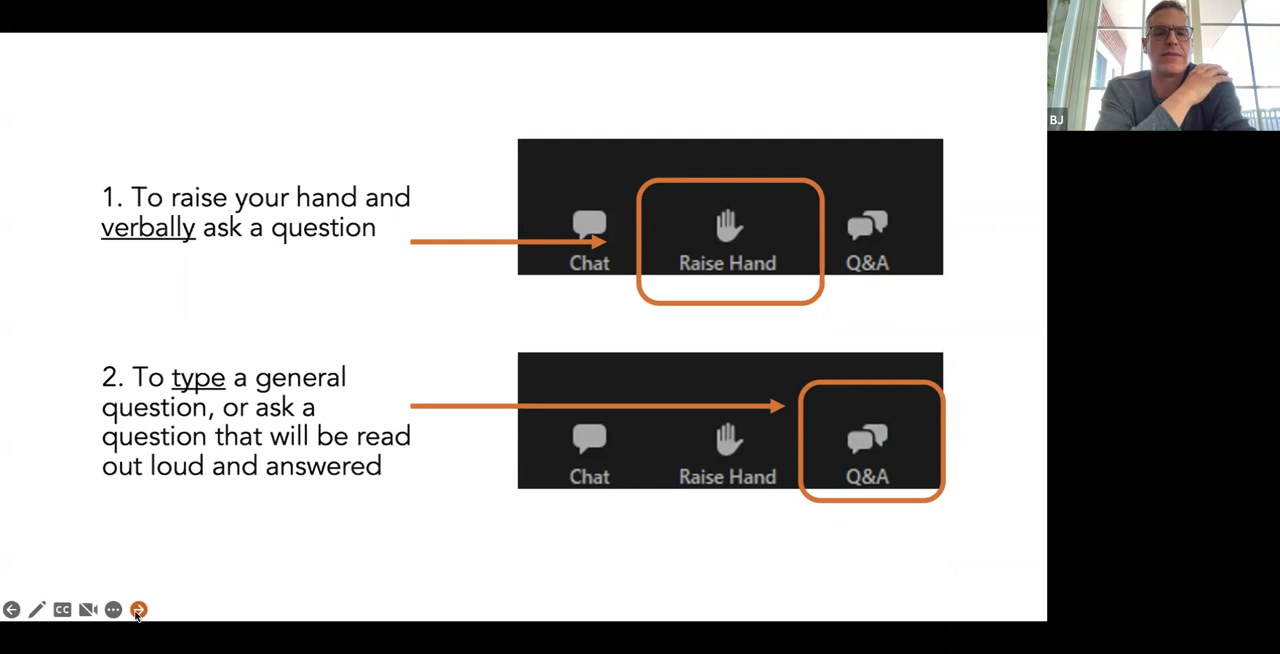 1. To raise your hand and
verbally ask a question
Chat
Raise Hand
Q&A
2. To type a general
question, or ask a
question that will be read
out loud and answered
Chat
Raise Hand
Q&A
CC
BJ